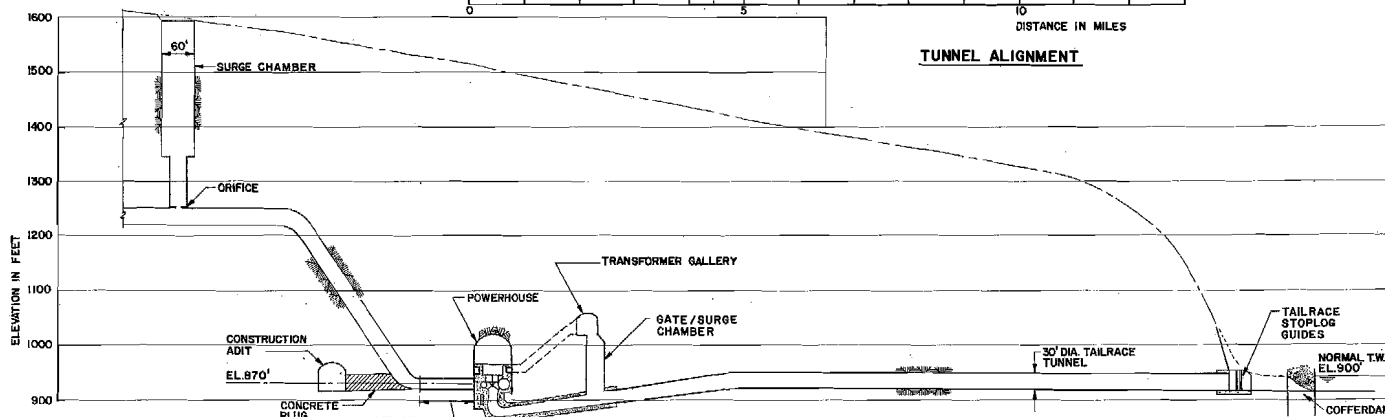 0 5 10
DISTANCE IN MILES
TUNNEL ALIGNMENT
1600
1500
1400
1300
1200
1100
1000
900
ELEVATION IN FEET
60'
SURGE CHAMBER
ORIFICE
TRANSFORMER GALLERY
POWERHOUSE
GATE/SURGE
CHAMBER
CONSTRUCTION
ADIT
EL.870'
CONCRETE
PLUG
30' DIA. TAILRACE
TUNNEL
TAILRACE
STOPLOG
GUIDES
NORMAL T.W.
EL.900'
COFFERDA